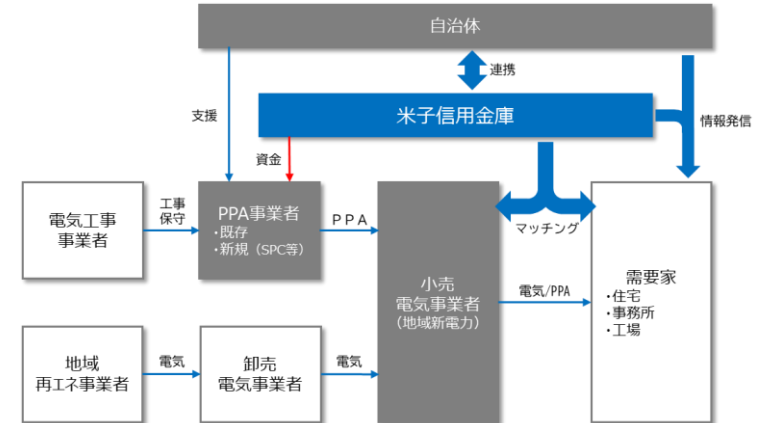 自治体
連携
米子信用金庫
支援
情報発信
資金
電気工事
事業者
工事
保守
PPA事業者
・既存
・新規（SPC等）
ＰＰＡ
マッチング
小売
電気事業者
（地域新電力）
電気/PPA
需要家
・住宅
・事務所
・工場
地域
再エネ事業者
電気
卸売
電気事業者
電気